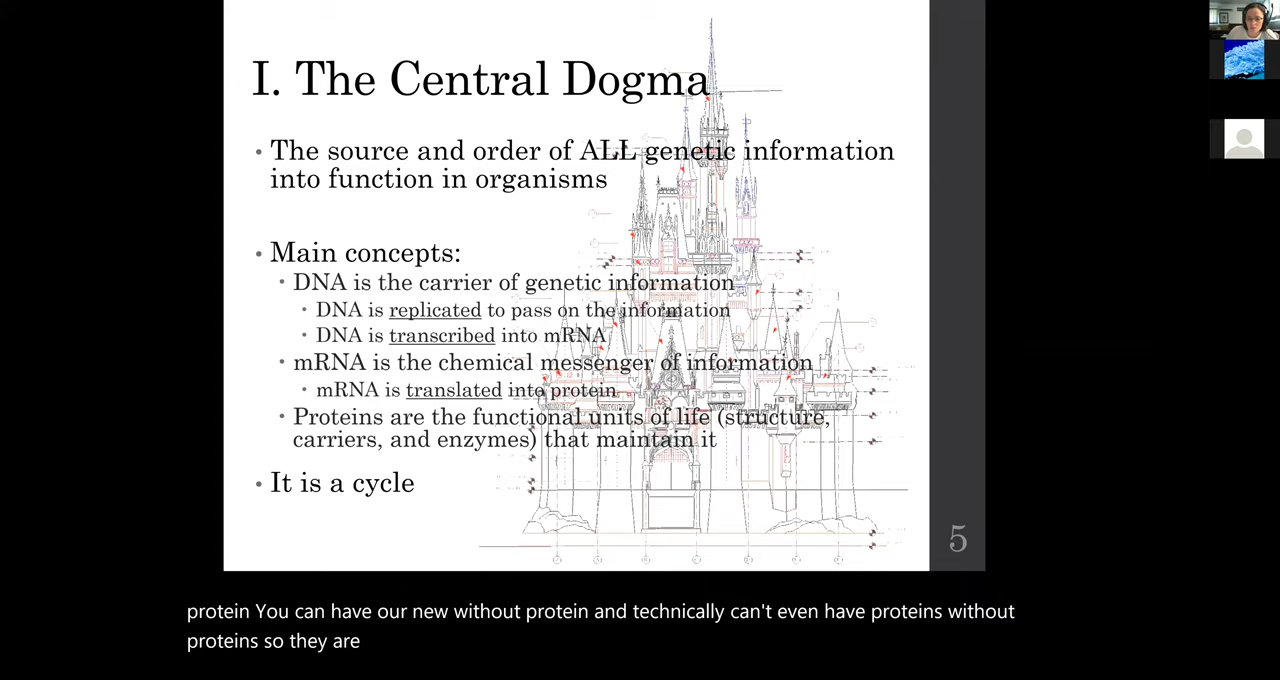 I. The Central Dogma
• The source and order of ALL genetic information
into function in organisms
• Main concepts:
• DNA is the carrier of genetic information
• DNA is replicated to pass on the information
• DNA is transcribed into mRNA
• mRNA is the chemical messenger of information
• mRNA is translated into protein
• Proteins are the functional units of life (structure,
carriers, and enzymes) that maintain it
• It is a cycle
5
protein You can have our new without protein and technically can't even have proteins without
proteins so they are